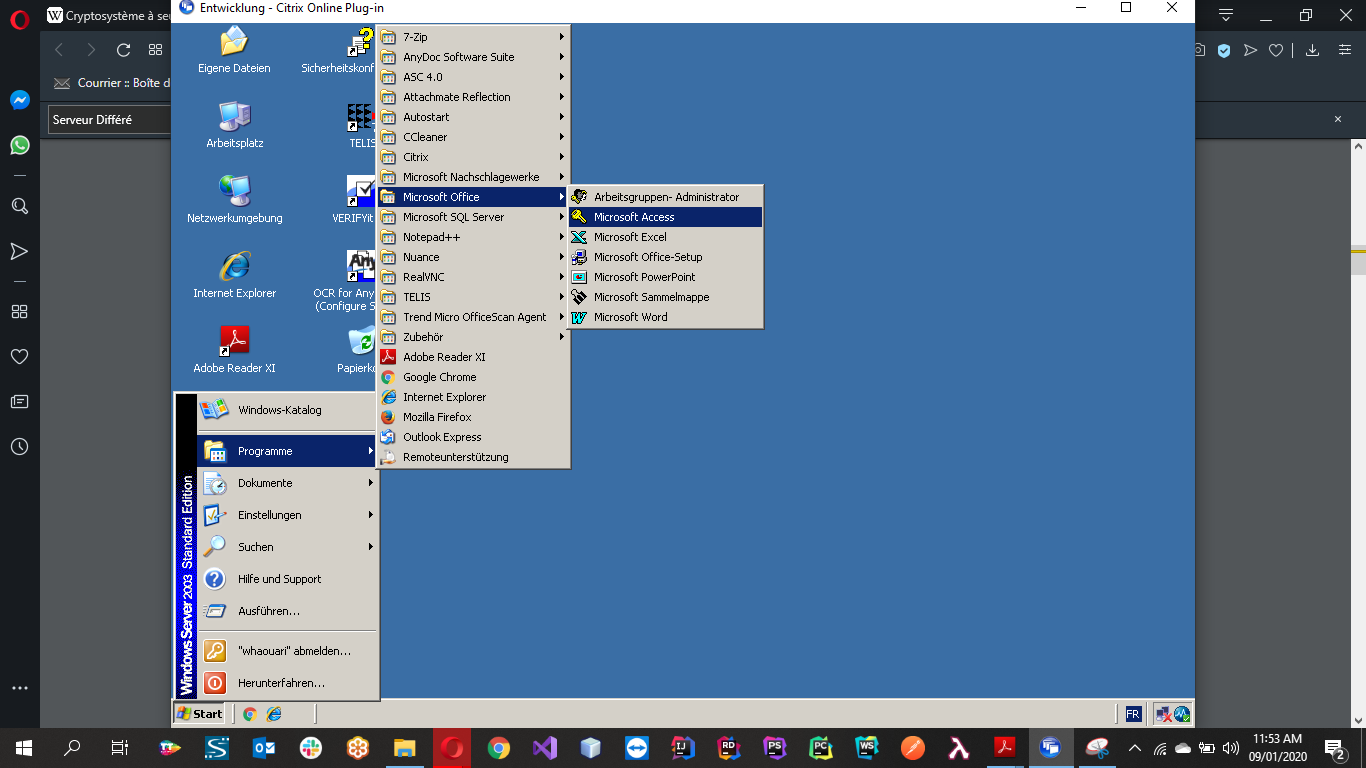 Cryptosystème à seu
Entwicklung - Citrix Online Plug-in
Courrier :: Boîte d
Serveur Différé
Eigene Dateien
Sicherheitskonf
Arbeitsplatz
TELIS
Netzwerkumgebung
VERIFYit
Internet Explorer
OCR for Any
(Configure S
Adobe Reader XI
Papierko
7-Zip
AnyDoc Software Suite
ASC 4.0
Attachmate Reflection
Autostart
CCleaner
Citrix
Microsoft Nachschlagewerke
Microsoft Office
Microsoft SQL Server
Notepad++
Nuance
RealVNC
TELIS
Trend Micro OfficeScan Agent
Zubehör
Adobe Reader XI
Google Chrome
Internet Explorer
Mozilla Firefox
Outlook Express
Remoteunterstützung
Arbeitsgruppen- Administrator
Microsoft Access
Microsoft Excel
Microsoft Office-Setup
Microsoft PowerPoint
Microsoft Sammelmappe
Microsoft Word
Windows-Katalog
Programme
Dokumente
Einstellungen
Suchen
Hilfe und Support
Ausführen...
"whaouari" abmelden...
Herunterfahren...
Windows Server 2003 Standard Edition
Start
FR
11:53 AM
09/01/2020
2